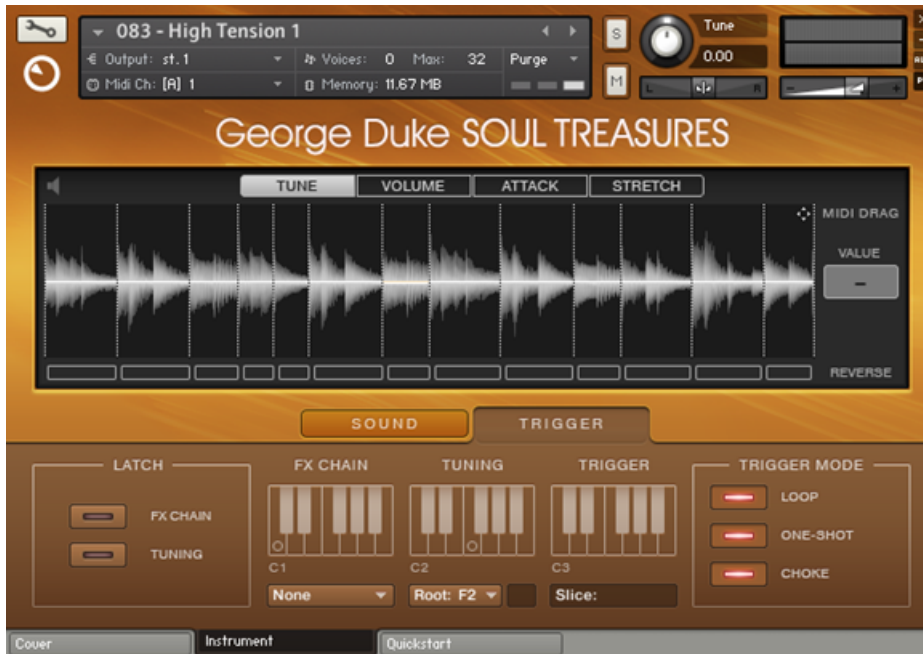 083 - High Tension 1
Output: st.1
Voices: 0 Max: 32 Purge
Midi Ch: [A] 1
Memory: 11.67 MB
S
M
Tune
0.00
L R
- +
George Duke SOUL TREASURES
TUNE VOLUME ATTACK STRETCH
MIDI DRAG
VALUE
-
REVERSE
SOUND TRIGGER
LATCH FX CHAIN TUNING TRIGGER TRIGGER MODE
LOOP
FX CHAIN
ONE-SHOT
TUNING
C1 C2 C3
CHOKE
None Root: F2 Slice:
Cover Instrument Quickstart